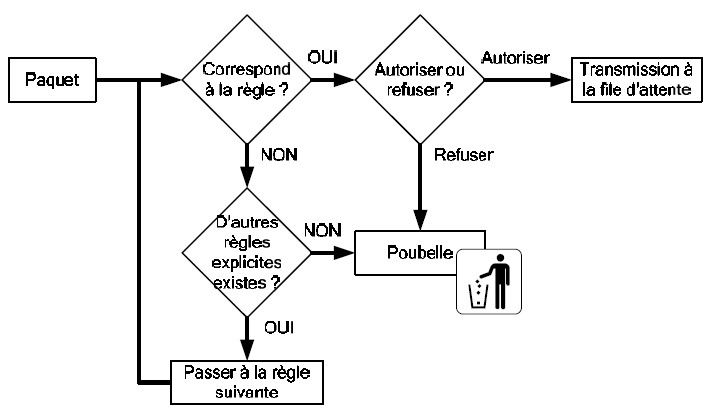 Paquet
Correspond
à la règle ?
OUI
Autoriser ou
refuser ?
Autoriser
Transmission à
la file d'attente
NON
Refuser
D'autres
règles
explicites
existes ?
NON
Poubelle
OUI
Passer à la règle
suivante